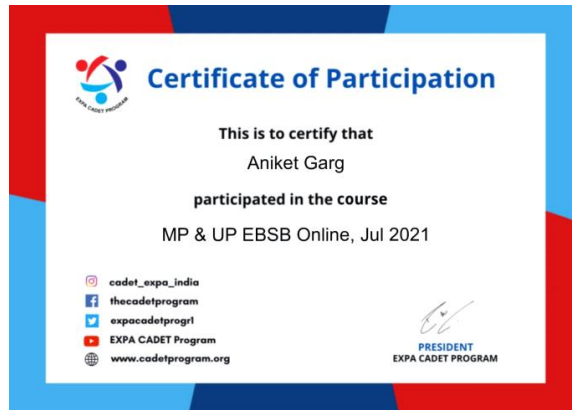 EXPA CADET PROGRAM
Certificate of Participation
This is to certify that
Aniket Garg
participated in the course
MP & UP EBSB Online, Jul 2021
cadet_expa_india
thecadetprogram
expacadetprogr1
EXPA CADET Program
www.cadetprogram.org
PRESIDENT
EXPA CADET PROGRAM